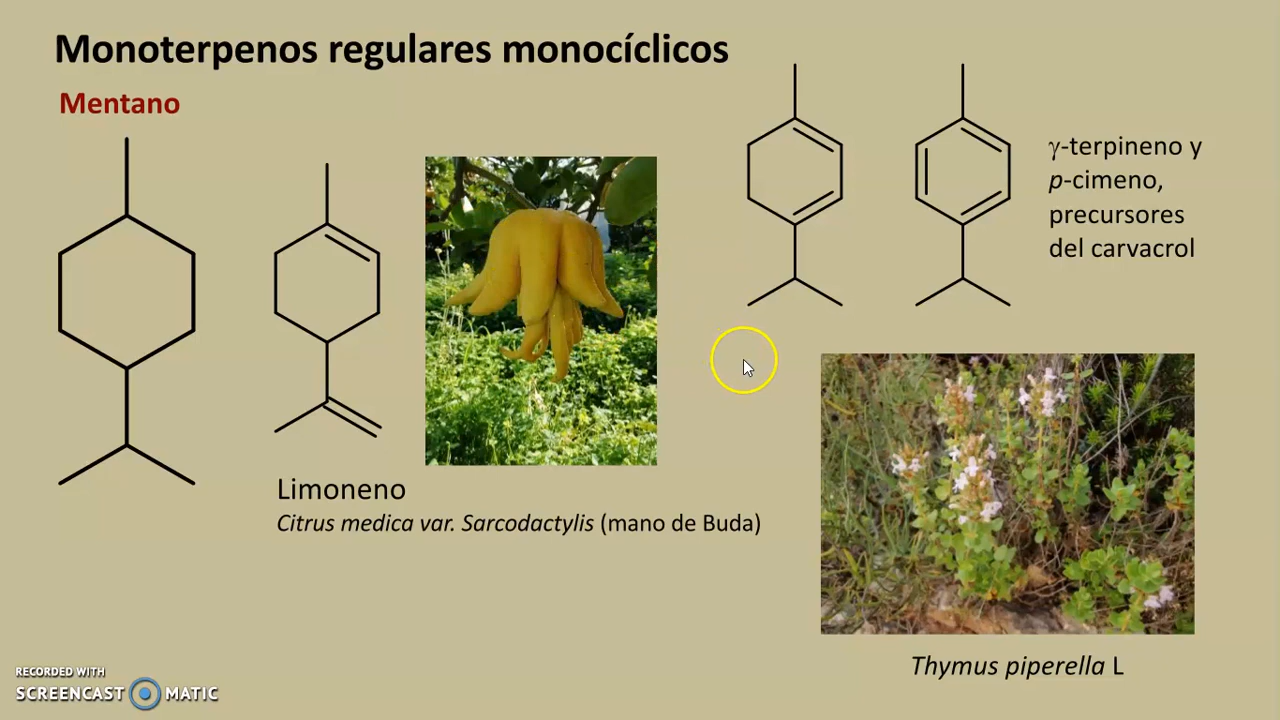 Monoterpenos regulares monocíclicos
Mentano
γ-terpineno y
p-cimeno,
precursores
del carvacrol
Limoneno
Citrus medica var. Sarcodactylis (mano de Buda)
Thymus piperella L
RECORDED WITH
SCREENCAST MATIC